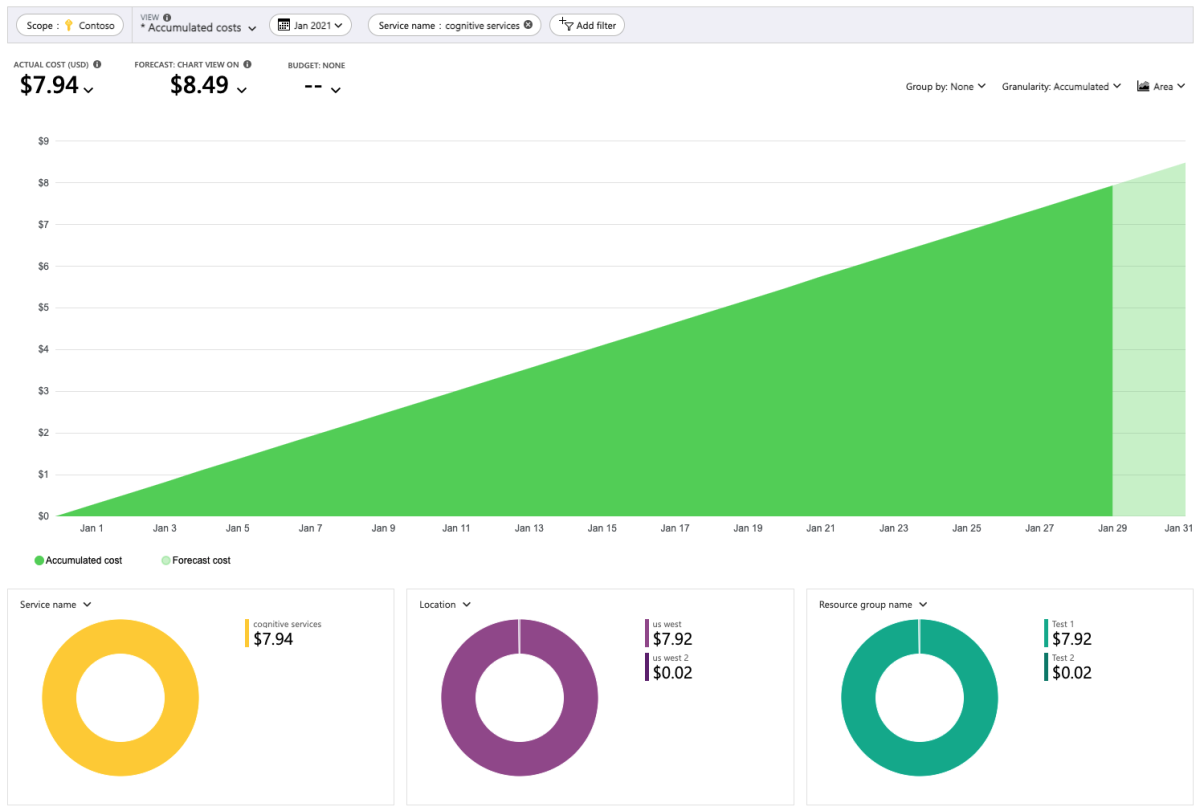 Scope : Contoso
VIEW
* Accumulated costs
Jan 2021
Service name : cognitive services
Add filter
ACTUAL COST (USD)
$7.94
FORECAST: CHART VIEW ON
$8.49
BUDGET: NONE
--
Group by: None
Granularity: Accumulated
Area
$9
$8
$7
$6
$5
$4
$3
$2
$1
$0
Jan 1 Jan 3 Jan 5 Jan 7 Jan 9 Jan 11 Jan 13 Jan 15 Jan 17 Jan 19 Jan 21 Jan 23 Jan 25 Jan 27 Jan 29 Jan 31
Accumulated cost Forecast cost
Service name
cognitive services
$7.94
Location
us west
$7.92
us west 2
$0.02
Resource group name
Test 1
$7.92
Test 2
$0.02